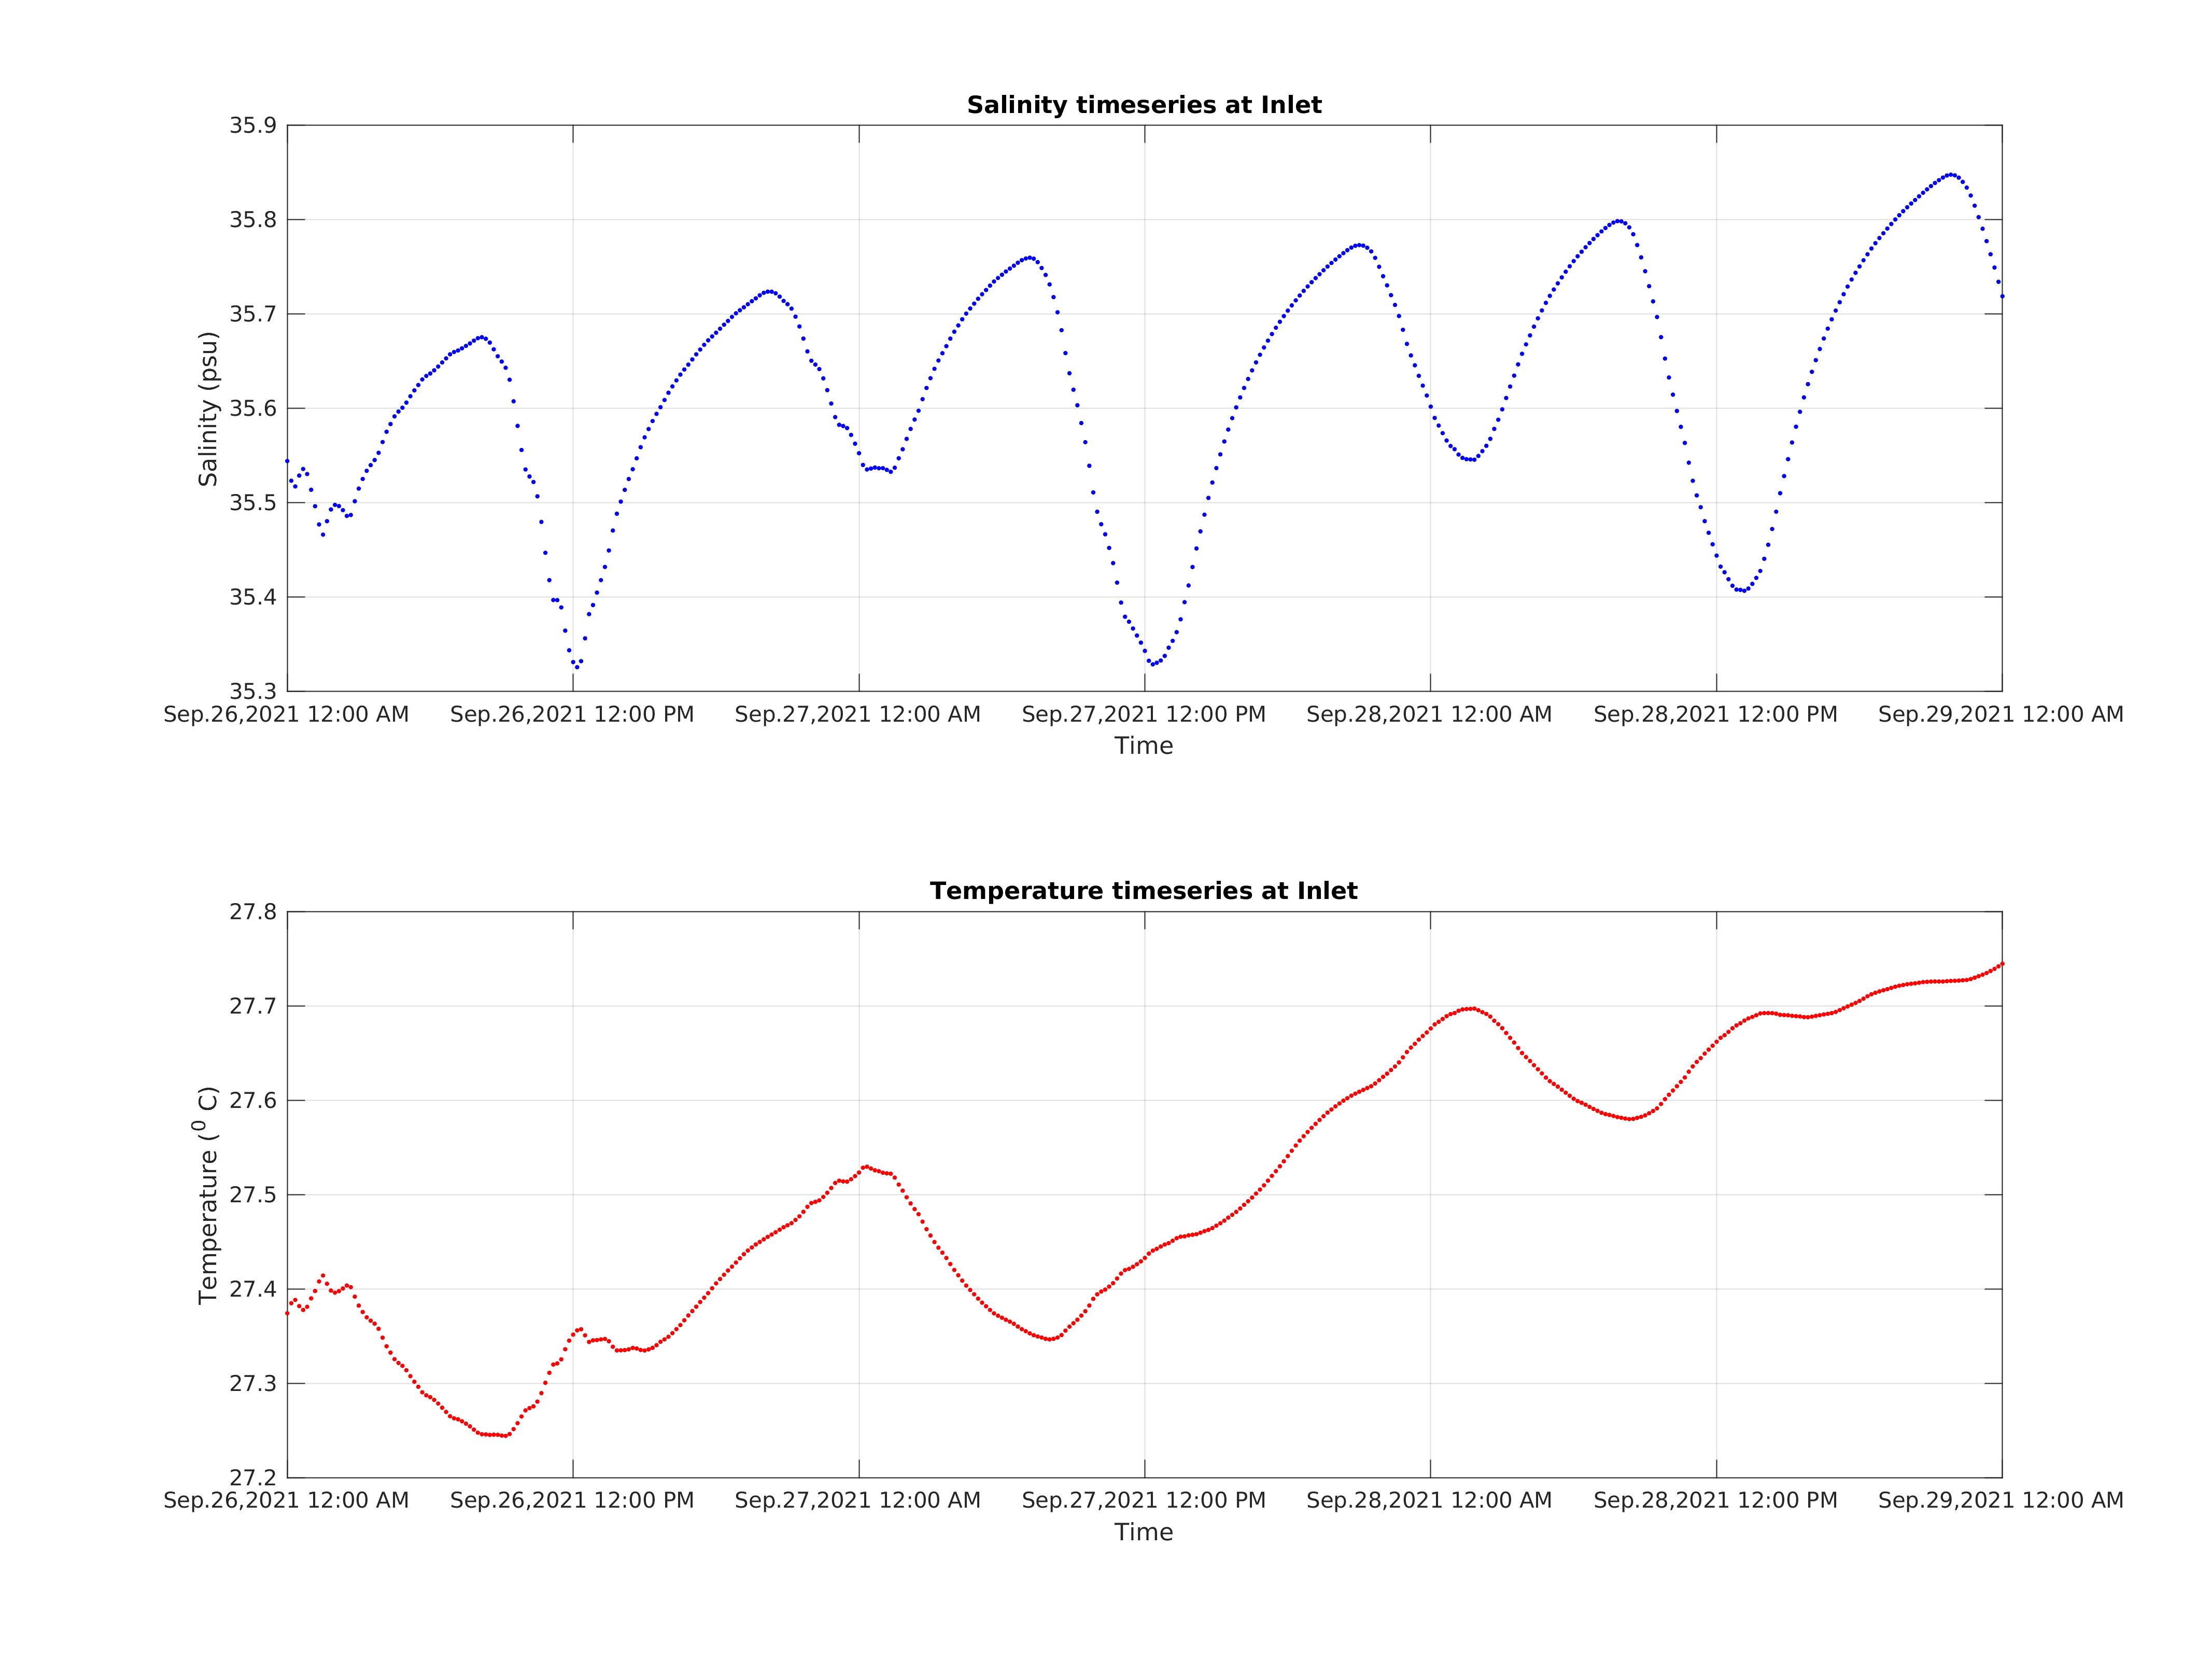 Salinity timeseries at Inlet
35.9
35.8
35.7
35.6
35.5
35.4
35.3
Salinity (psu)
Sep.26,2021 12:00 AM Sep.26,2021 12:00 PM Sep.27,2021 12:00 AM Sep.27,2021 12:00 PM Sep.28,2021 12:00 AM Sep.28,2021 12:00 PM Sep.29,2021 12:00 AM
Time
Temperature timeseries at Inlet
27.8
27.7
27.6
27.5
27.4
27.3
27.2
Temperature (⁰ C)
Sep.26,2021 12:00 AM Sep.26,2021 12:00 PM Sep.27,2021 12:00 AM Sep.27,2021 12:00 PM Sep.28,2021 12:00 AM Sep.28,2021 12:00 PM Sep.29,2021 12:00 AM
Time